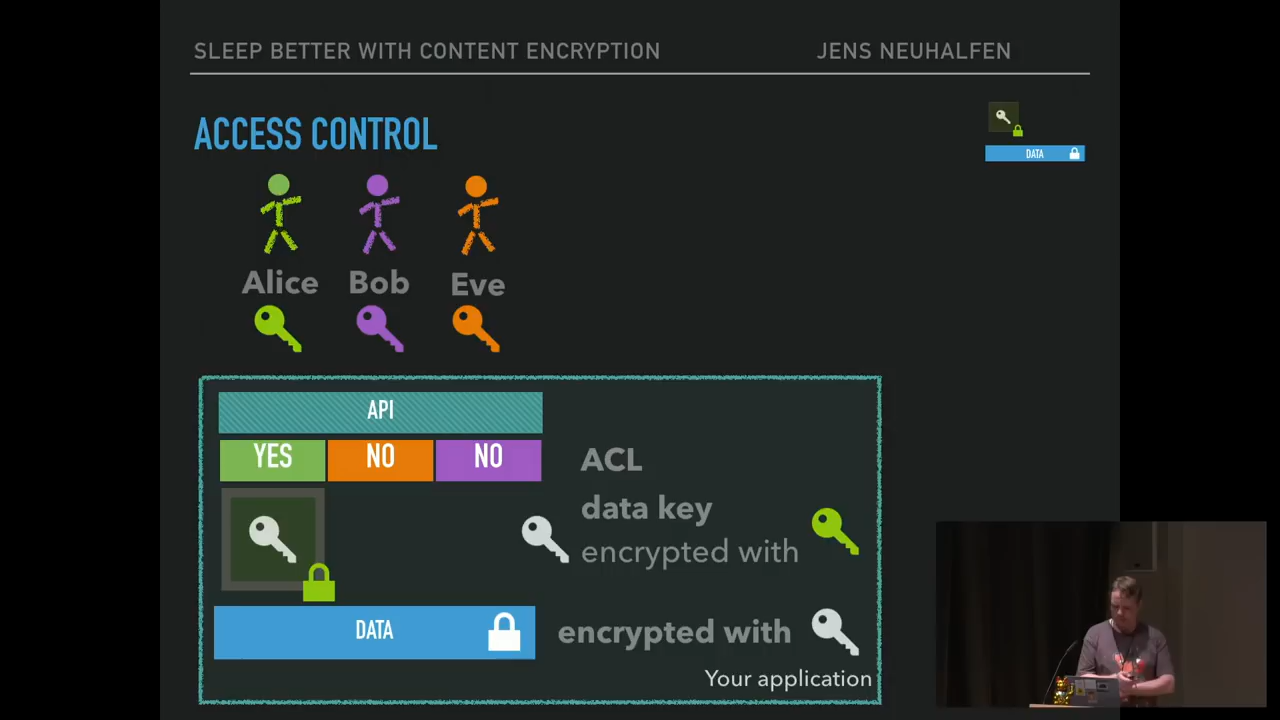 SLEEP BETTER WITH CONTENT ENCRYPTION JENS NEUHALFEN
ACCESS CONTROL
DATA
Alice Bob Eve
API
YES NO NO ACL
data key
encrypted with
DATA encrypted with
Your application